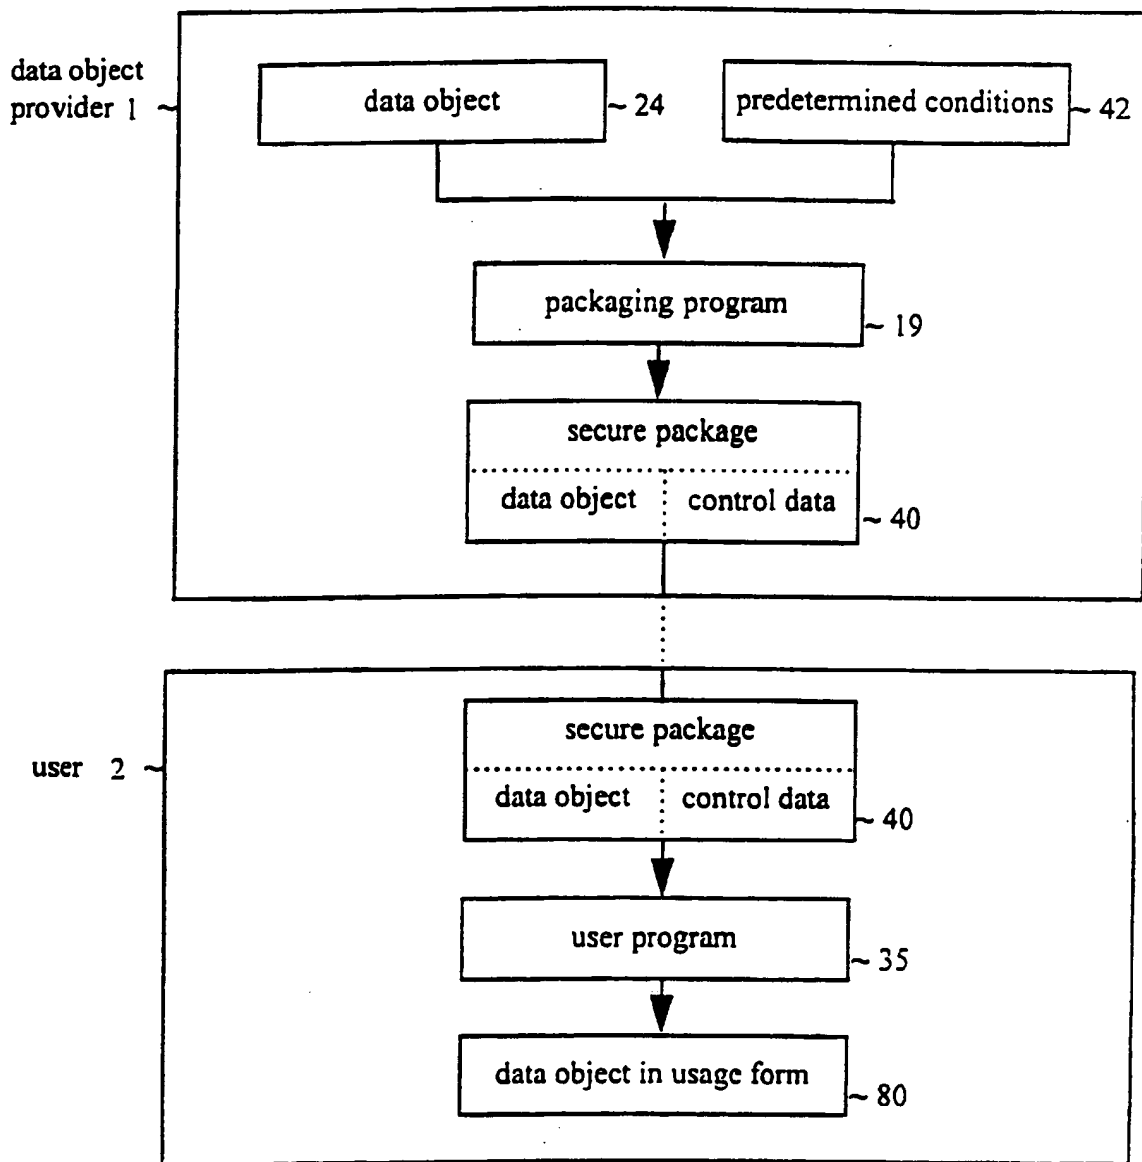 data object
provider 1 ~
data object
~ 24
predetermined conditions
~ 42
packaging program
~ 19
secure package
data object
control data
~ 40
user 2 ~
secure package
data object
control data
~ 40
user program
~ 35
data object in usage form
~ 80